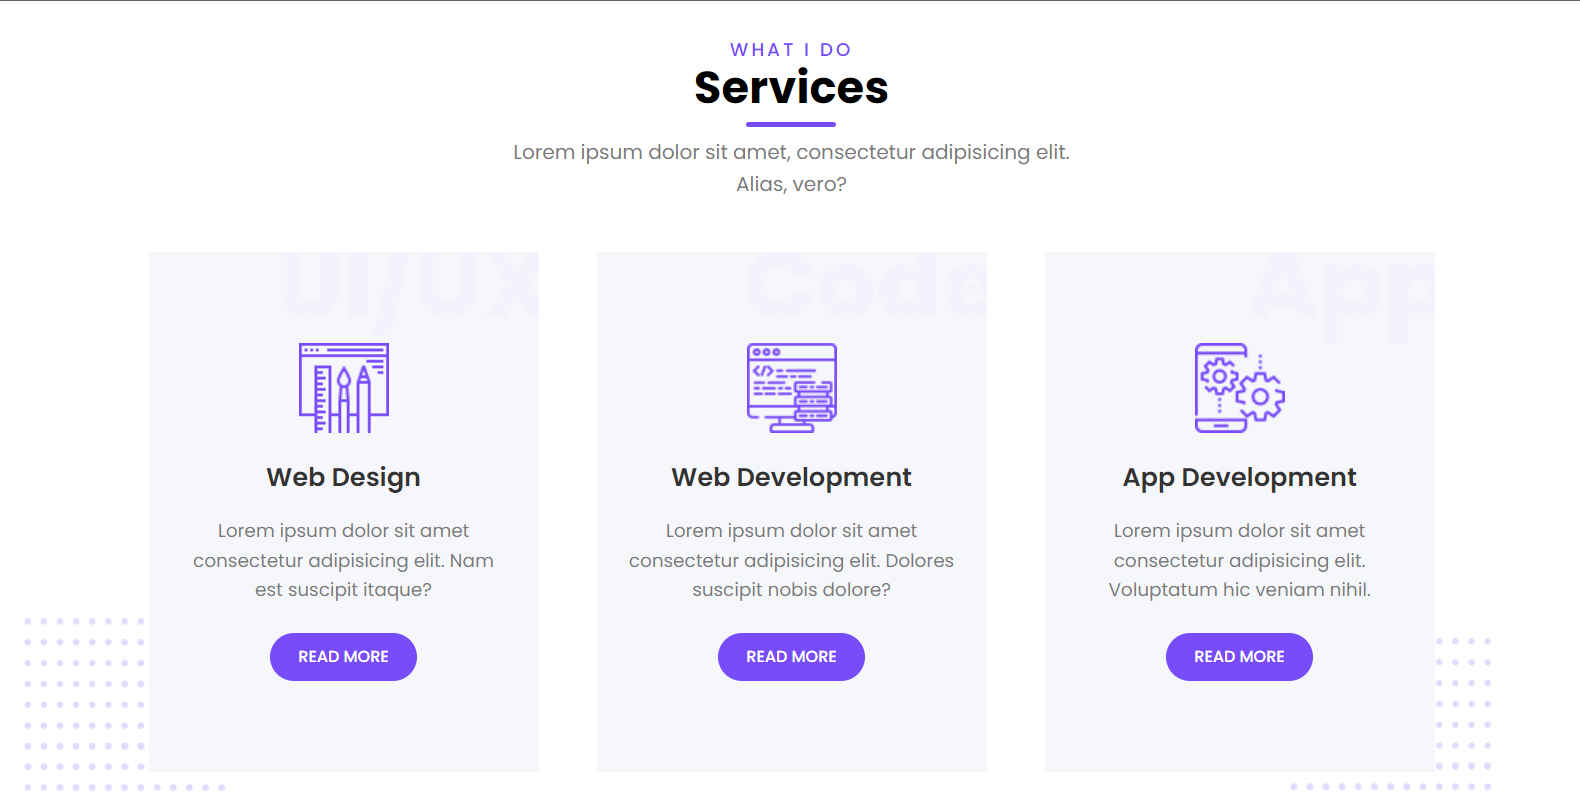 WHAT I DO
Services
Lorem ipsum dolor sit amet, consectetur adipisicing elit.
Alias, vero?
UI/UX
Web Design
Lorem ipsum dolor sit amet
consectetur adipisicing elit. Nam
est suscipit itaque?
READ MORE
Code
Web Development
Lorem ipsum dolor sit amet
consectetur adipisicing elit. Dolores
suscipit nobis dolore?
READ MORE
App
App Development
Lorem ipsum dolor sit amet
consectetur adipisicing elit.
Voluptatum hic veniam nihil.
READ MORE